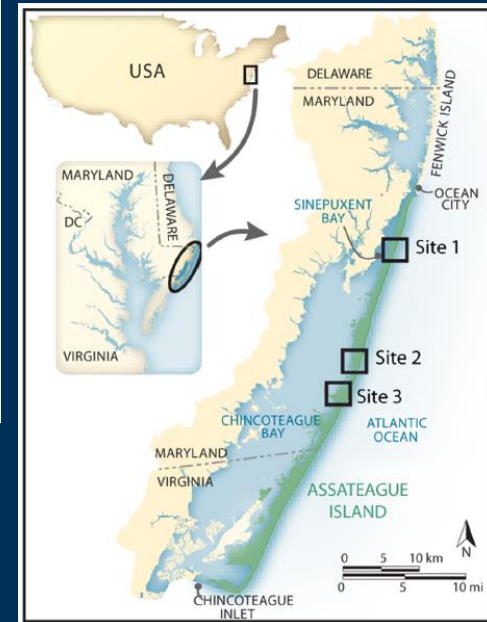 USA
MARYLAND
DELAWARE
DC
VIRGINIA
DELAWARE
MARYLAND
FENWICK ISLAND
OCEAN
CITY
SINEPUXENT
BAY
Site 1
Site 2
Site 3
CHINCOTEAGUE
BAY
ATLANTIC
OCEAN
MARYLAND
VIRGINIA
ASSATEAGUE
ISLAND
CHINCOTEAGUE
INLET
N
0 5 10 km
0 5 10 mi